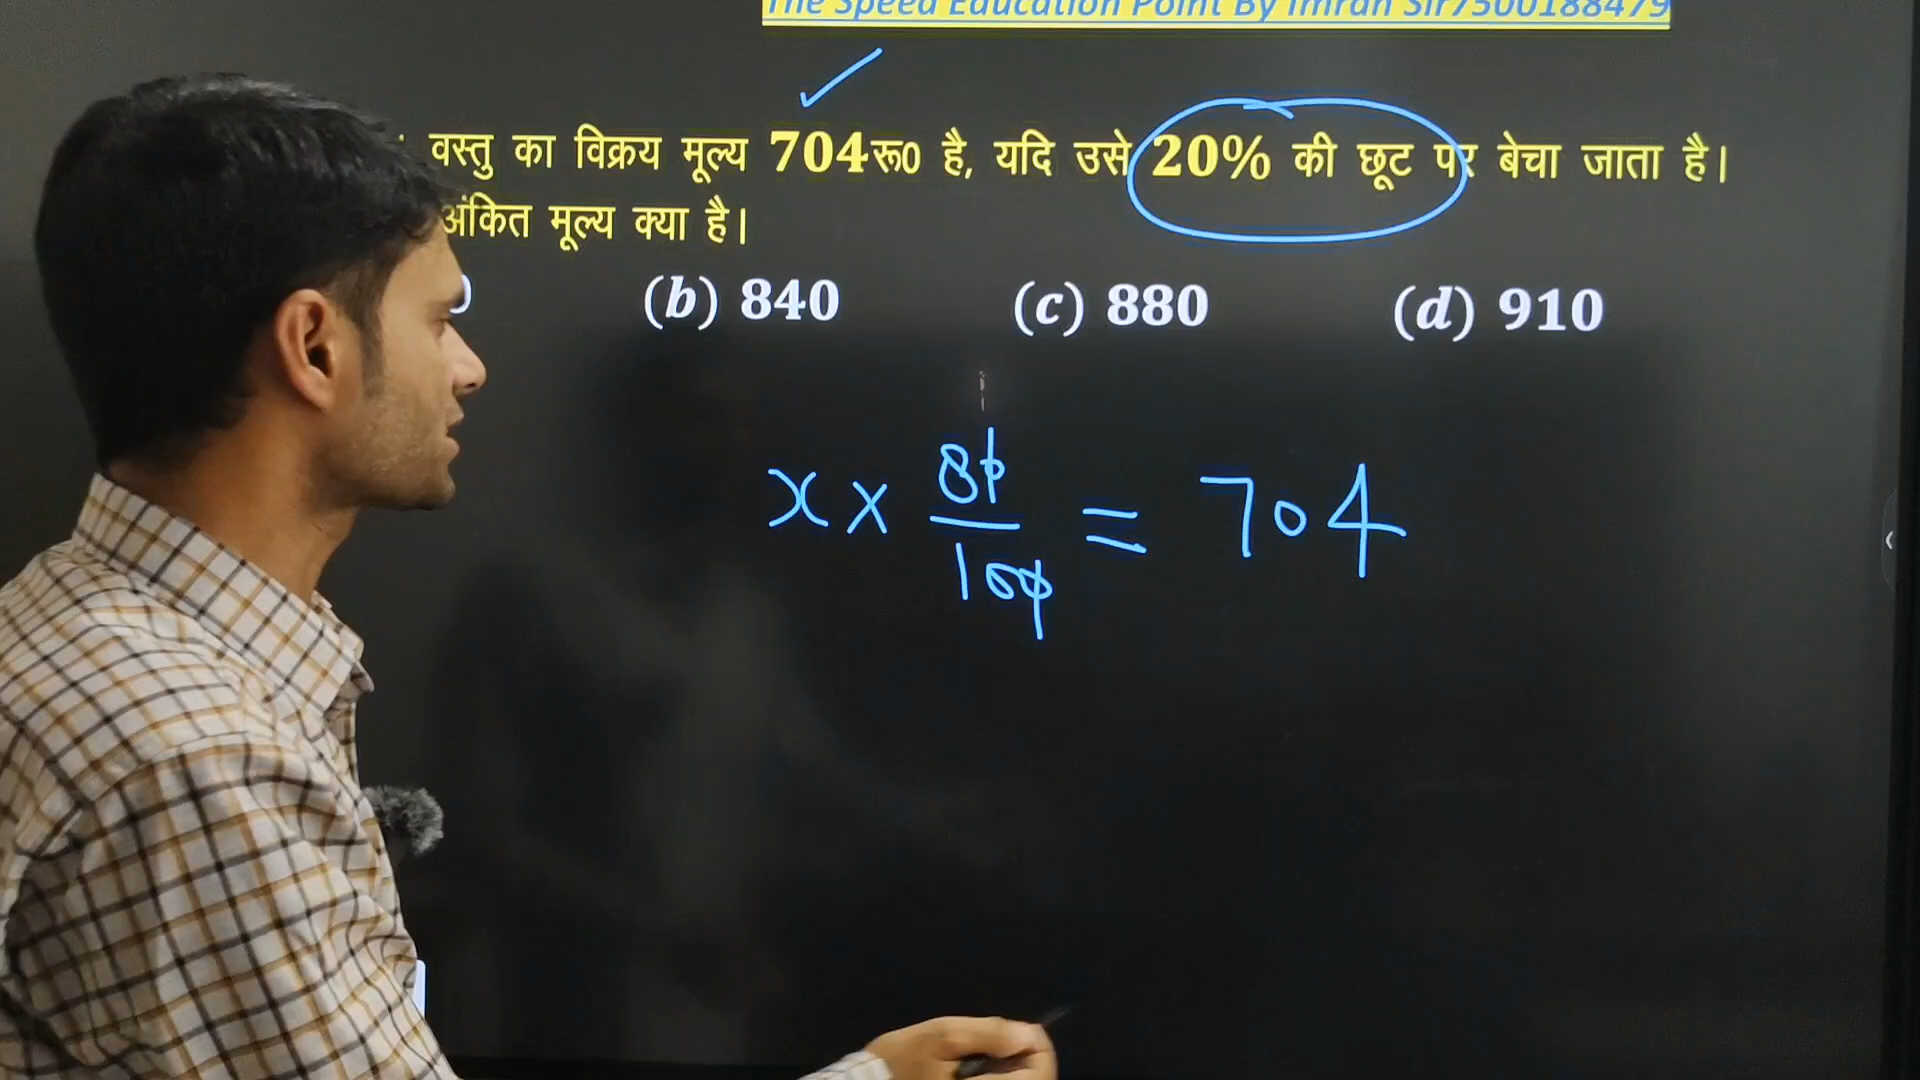 The Speed Education Point By Imran Sir7500188479
वस्तु का विक्रय मूल्य 704रू0 है, यदि उसे 20% की छूट पर बेचा जाता है।
अंकित मूल्य क्या है।
(b) 840 (c) 880 (d) 910
x × 80/100 = 704